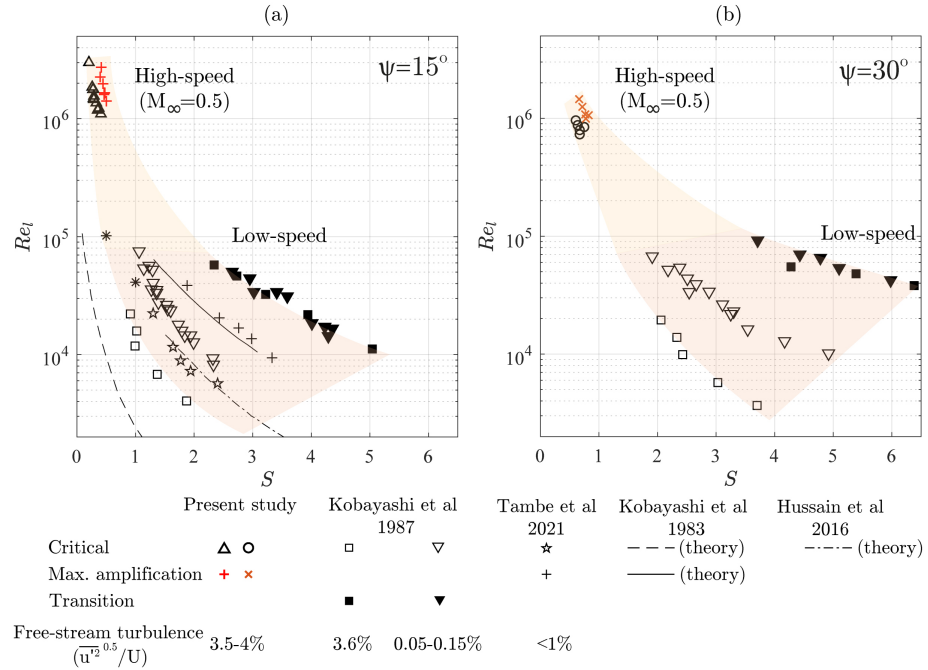 (a)
(b)
High-speed
(M∞=0.5)
ψ=15°
Low-speed
10⁶
10⁵
10⁴
Re_l
0 1 2 3 4 5 6
S
High-speed
(M∞=0.5)
ψ=30°
Low-speed
10⁶
10⁵
10⁴
Re_l
0 1 2 3 4 5 6
S
Present study Kobayashi et al 1987 Tambe et al 2021 Kobayashi et al 1983 Hussain et al 2016
Critical (theory) (theory)
Max. amplification (theory)
Transition
Free-stream turbulence
(u'²^0.5/U) 3.5-4% 3.6% 0.05-0.15% <1%